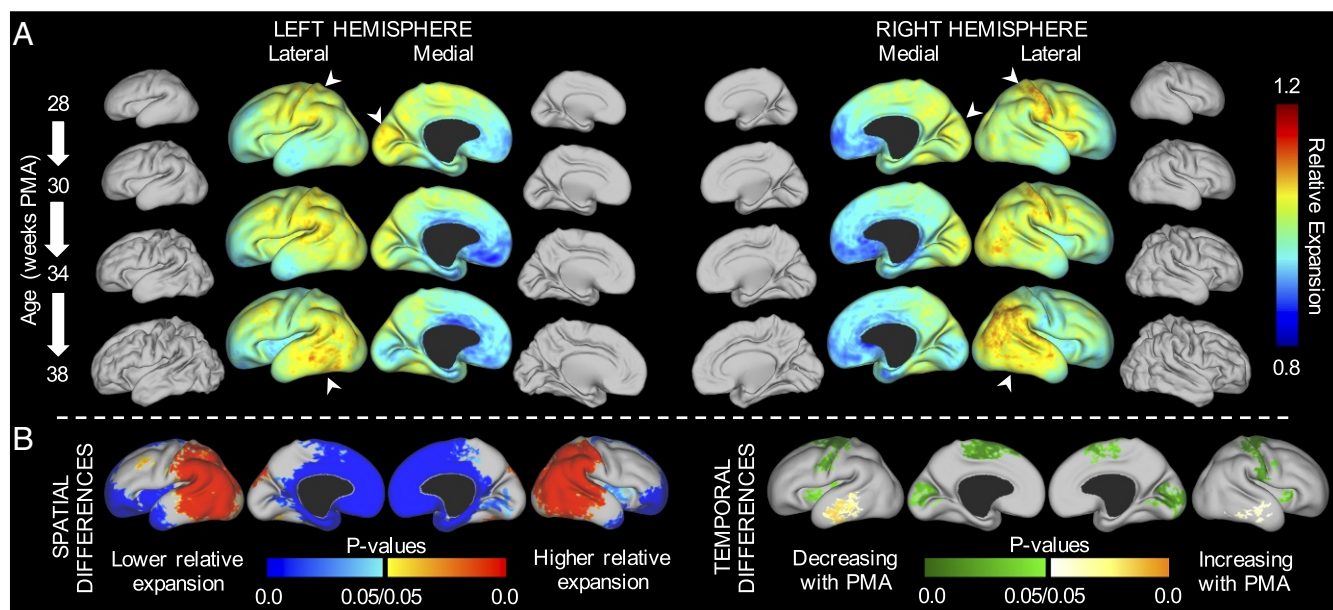 A
LEFT HEMISPHERE
Lateral
Medial
RIGHT HEMISPHERE
Medial
Lateral
Age (weeks PMA)
28
30
34
38
1.2
Relative Expansion
0.8
B
SPATIAL
DIFFERENCES
Lower relative
expansion
P-values
0.0
0.05/0.05
0.0
Higher relative
expansion
TEMPORAL
DIFFERENCES
Decreasing
with PMA
P-values
0.0
0.05/0.05
0.0
Increasing
with PMA